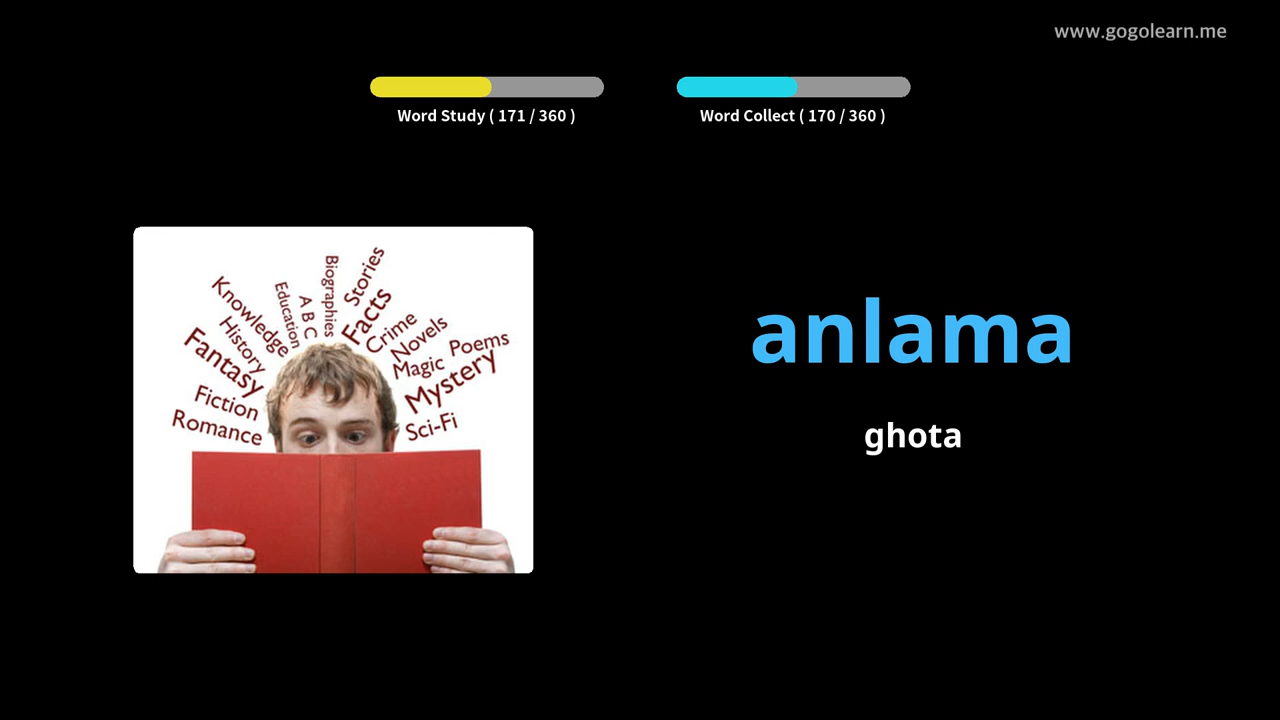 www.gogolearn.me
Word Study ( 171 / 360 )
Word Collect ( 170 / 360 )
Biographies
Stories
Education
A B C
Facts
Knowledge
Crime
History
Novels
Poems
Fantasy
Magic
Mystery
Fiction
Romance
Sci-Fi
anlama
ghota